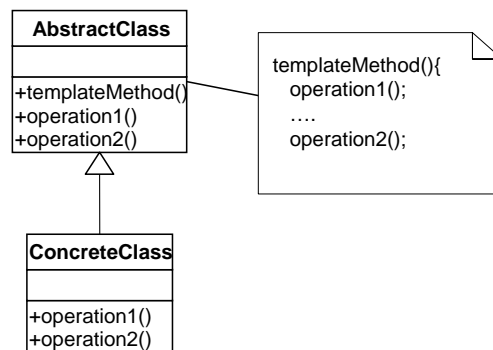 AbstractClass
+templateMethod()
+operation1()
+operation2()
templateMethod(){
operation1();
....
operation2();
ConcreteClass
+operation1()
+operation2()